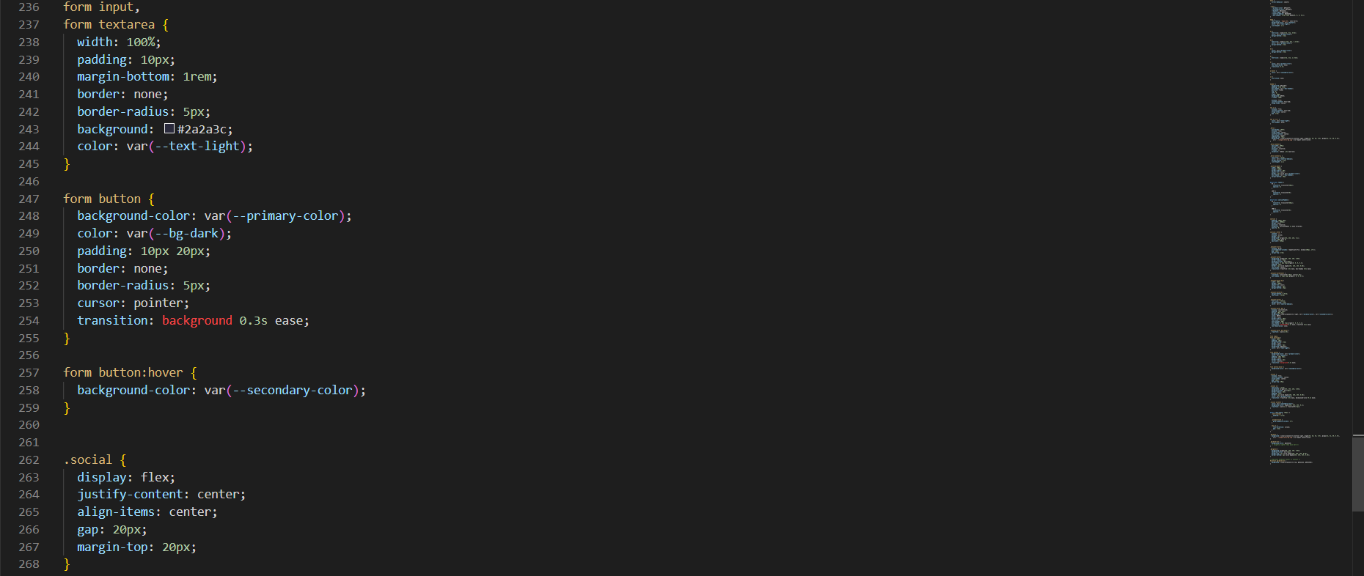 236 form input,
237 form textarea {
238   width: 100%;
239   padding: 10px;
240   margin-bottom: 1rem;
241   border: none;
242   border-radius: 5px;
243   background: #2a2a3c;
244   color: var(--text-light);
245 }
246
247 form button {
248   background-color: var(--primary-color);
249   color: var(--bg-dark);
250   padding: 10px 20px;
251   border: none;
252   border-radius: 5px;
253   cursor: pointer;
254   transition: background 0.3s ease;
255 }
256
257 form button:hover {
258   background-color: var(--secondary-color);
259 }
260
261
262 .social {
263   display: flex;
264   justify-content: center;
265   align-items: center;
266   gap: 20px;
267   margin-top: 20px;
268 }